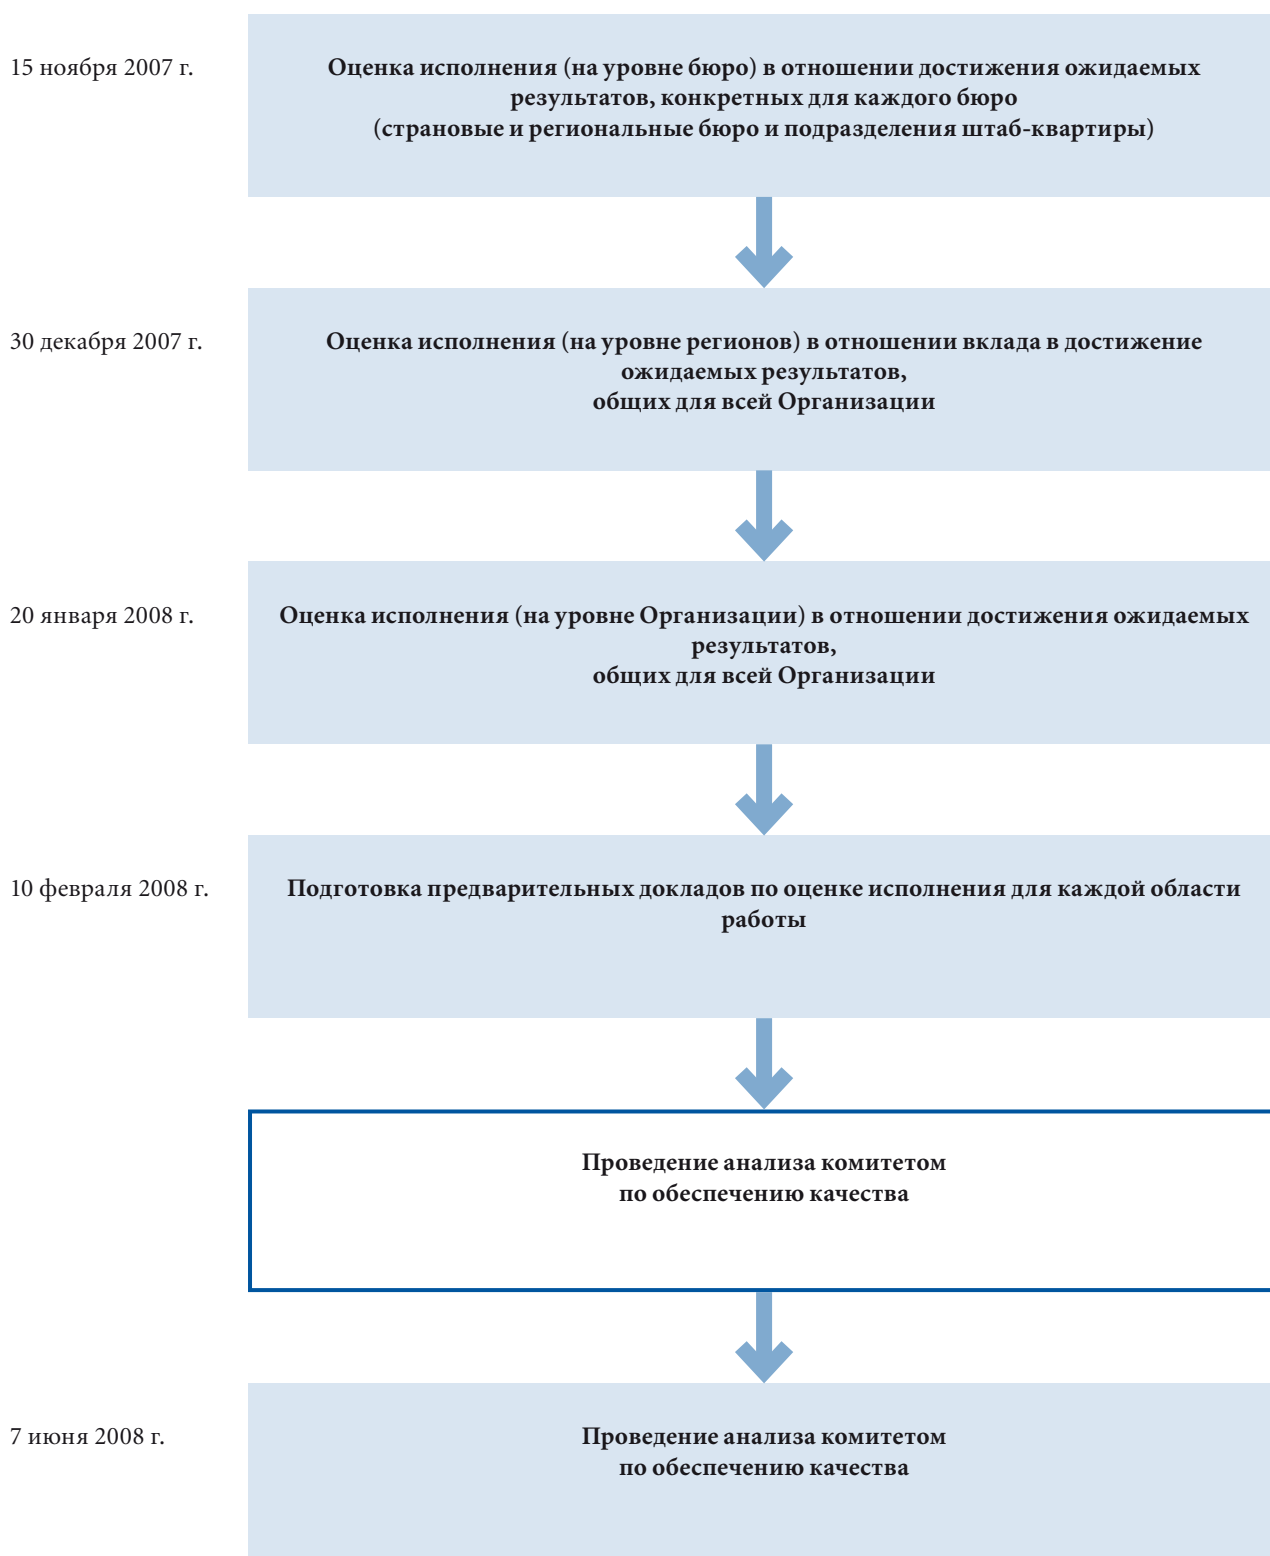 15 ноября 2007 г.
Оценка исполнения (на уровне бюро) в отношении достижения ожидаемых
результатов, конкретных для каждого бюро
(страновые и региональные бюро и подразделения штаб-квартиры)
30 декабря 2007 г.
Оценка исполнения (на уровне регионов) в отношении вклада в достижение
ожидаемых результатов,
общих для всей Организации
20 января 2008 г.
Оценка исполнения (на уровне Организации) в отношении достижения ожидаемых
результатов,
общих для всей Организации
10 февраля 2008 г.
Подготовка предварительных докладов по оценке исполнения для каждой области
работы
Проведение анализа комитетом
по обеспечению качества
7 июня 2008 г.
Проведение анализа комитетом
по обеспечению качества